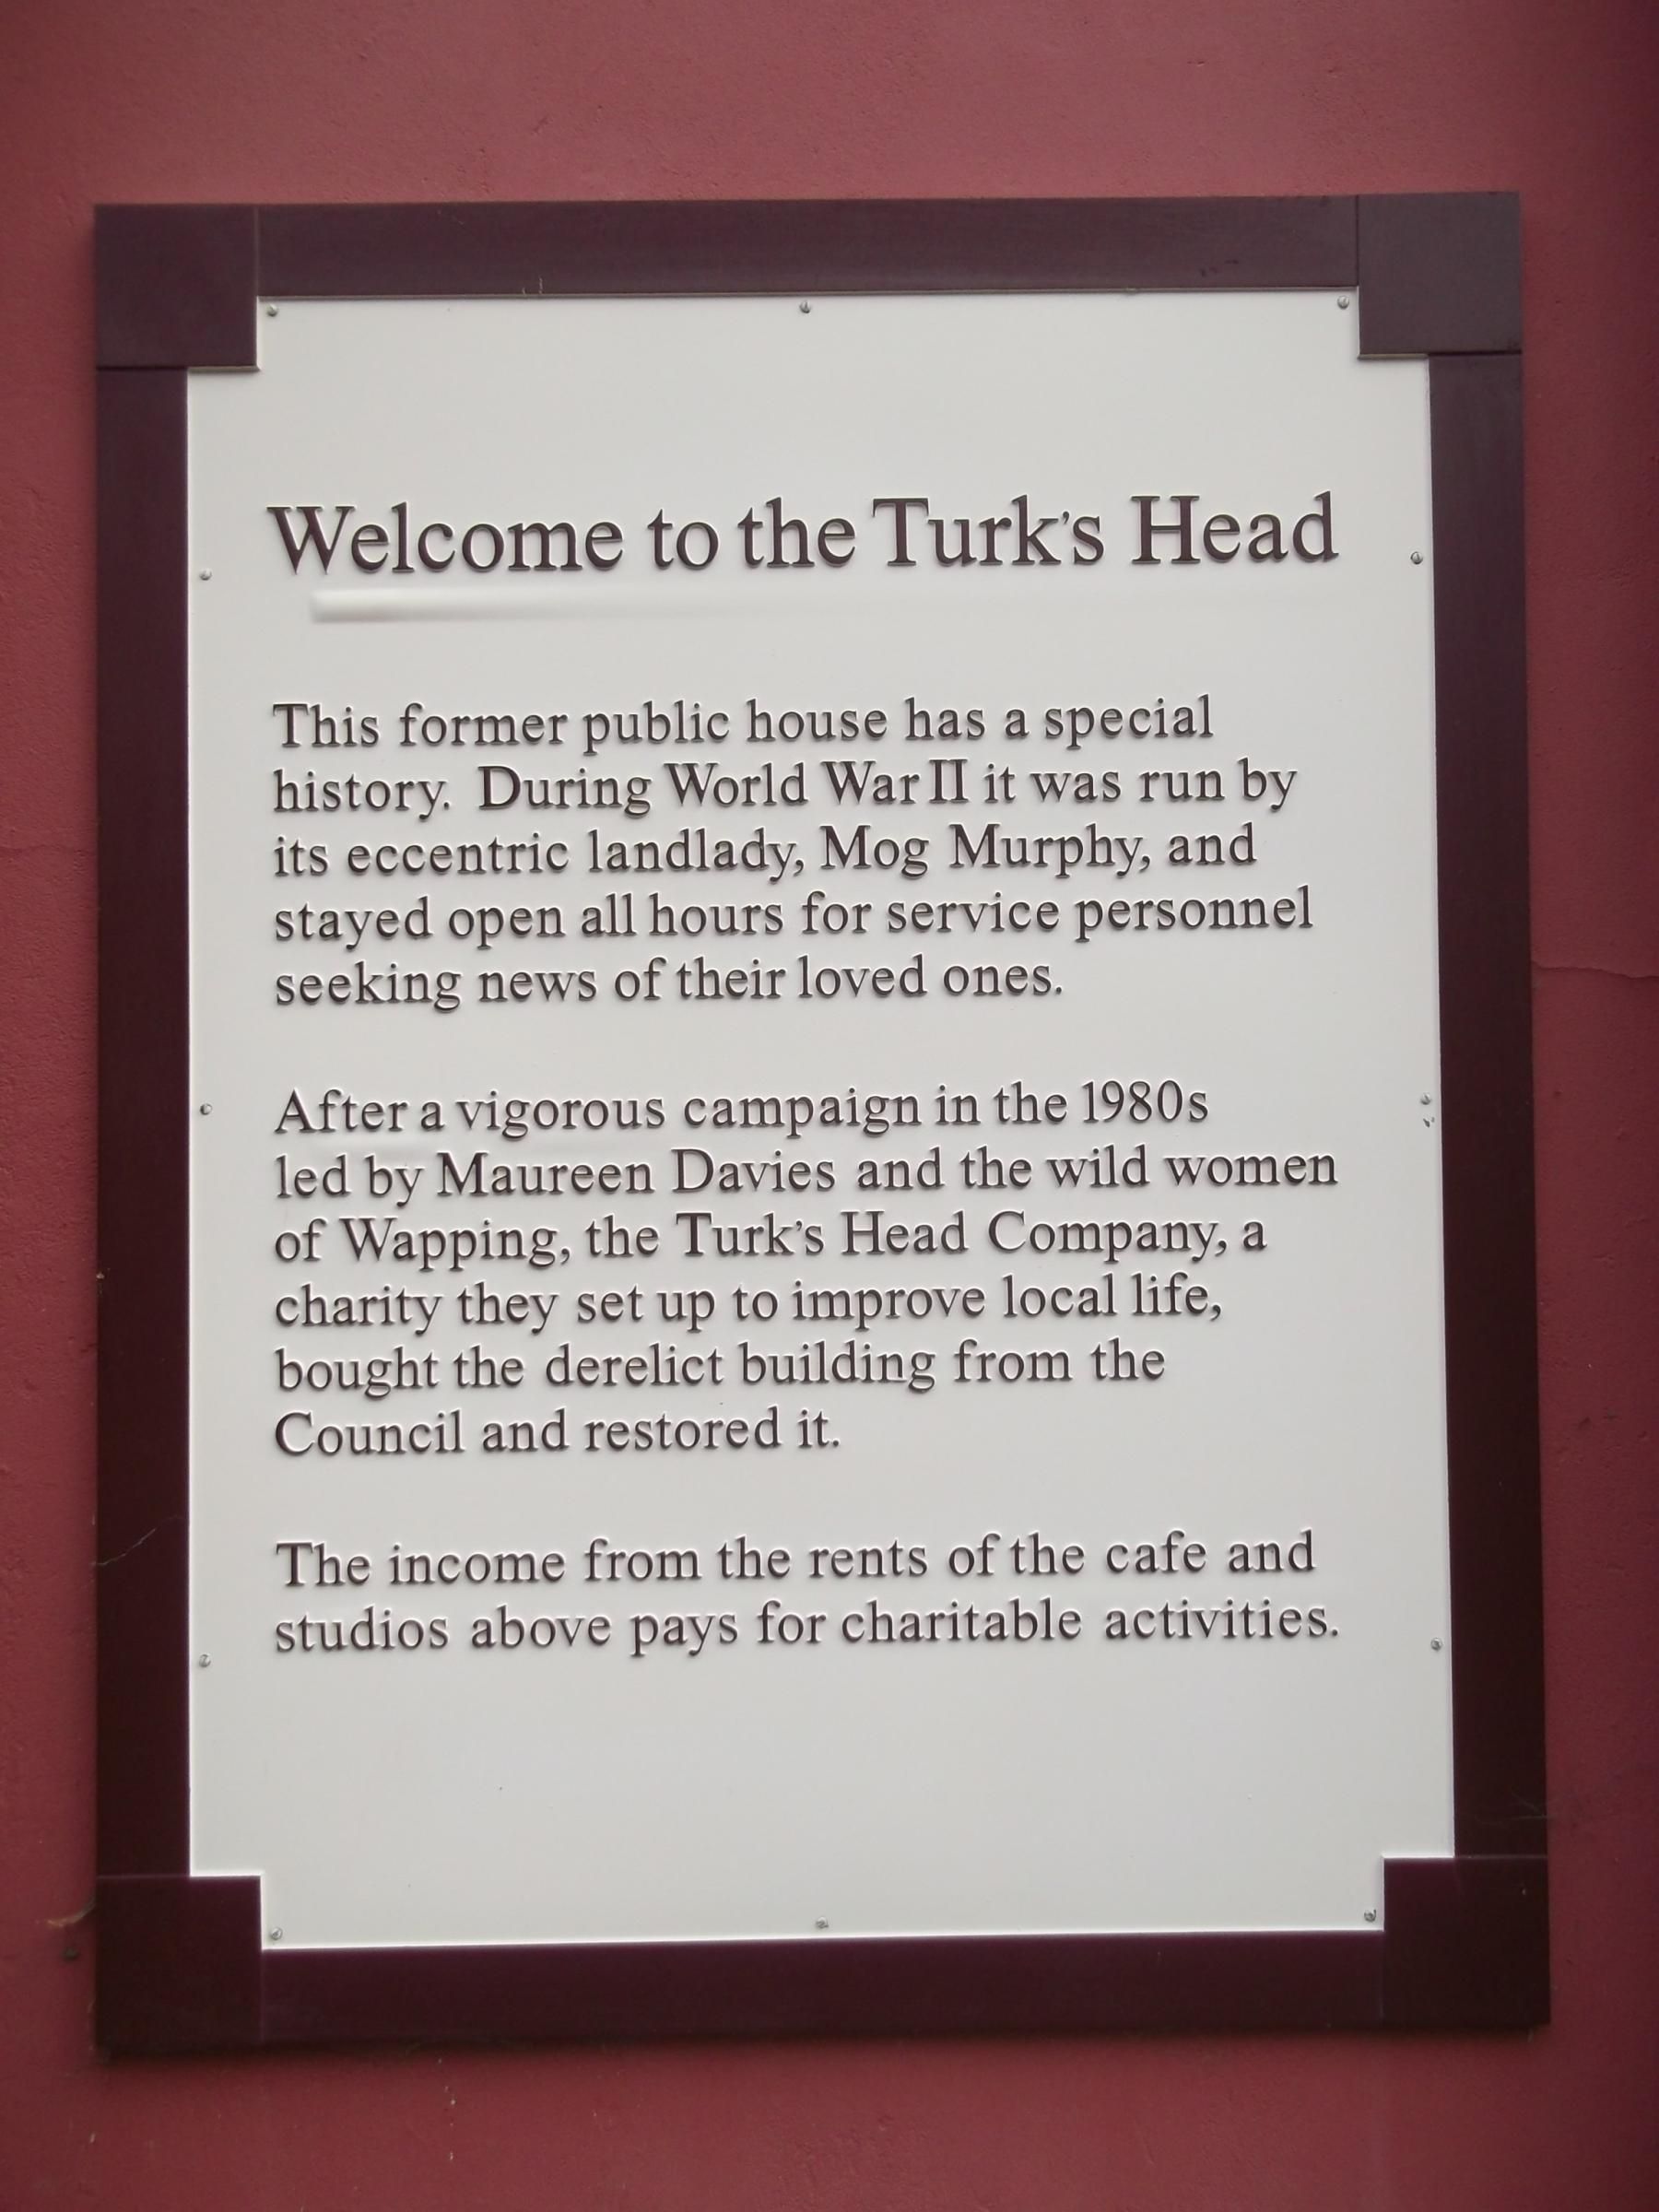 Welcome to the Turk's Head
This former public house has a special
history. During World War II it was run by
its eccentric landlady, Mog Murphy, and
stayed open all hours for service personnel
seeking news of their loved ones.
After a vigorous campaign in the 1980s
led by Maureen Davies and the wild women
of Wapping, the Turk's Head Company, a
charity they set up to improve local life,
bought the derelict building from the
Council and restored it.
The income from the rents of the cafe and
studios above pays for charitable activities.